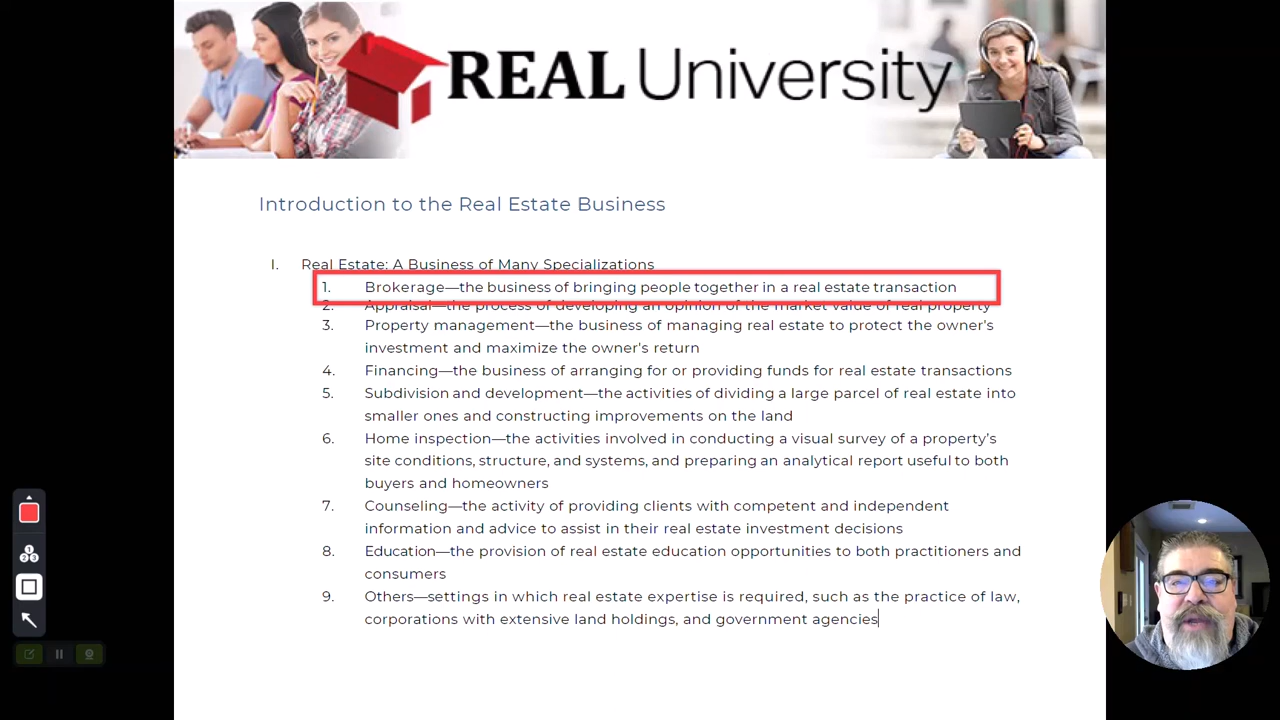 REAL University
Introduction to the Real Estate Business
I. Real Estate: A Business of Many Specializations
1. Brokerage—the business of bringing people together in a real estate transaction
2. Appraisal—the process of developing an opinion of the market value of real property
3. Property management—the business of managing real estate to protect the owner's
investment and maximize the owner's return
4. Financing—the business of arranging for or providing funds for real estate transactions
5. Subdivision and development—the activities of dividing a large parcel of real estate into
smaller ones and constructing improvements on the land
6. Home inspection—the activities involved in conducting a visual survey of a property’s
site conditions, structure, and systems, and preparing an analytical report useful to both
buyers and homeowners
7. Counseling—the activity of providing clients with competent and independent
information and advice to assist in their real estate investment decisions
8. Education—the provision of real estate education opportunities to both practitioners and
consumers
9. Others—settings in which real estate expertise is required, such as the practice of law,
corporations with extensive land holdings, and government agencies